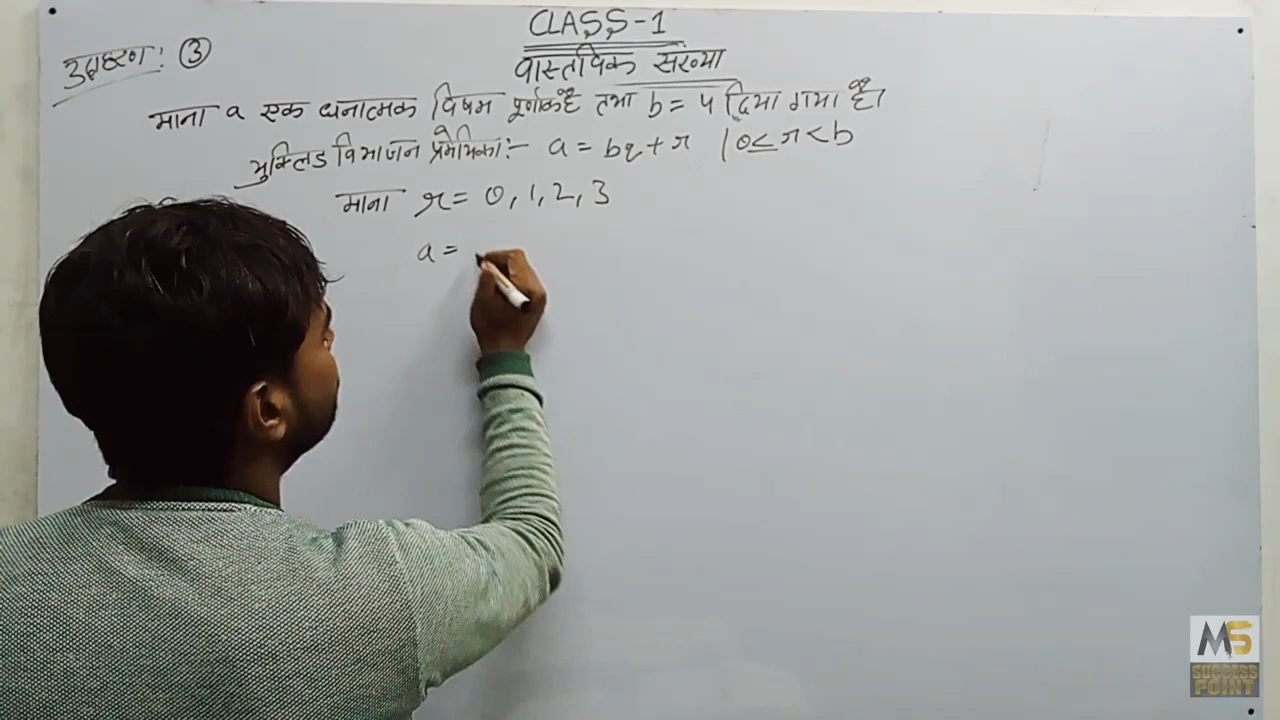 CLASS-1
उदाहरण: ③
वास्तविक संख्या
माना a एक धनात्मक विषम पूर्णांक है तथा b = 4 दिया गया है।
युक्लिड विभाजन प्रमेयिका:- a = bq + r | 0 ≤ r < b
माना r = 0, 1, 2, 3
a =
MS
SUCCESS
POINT